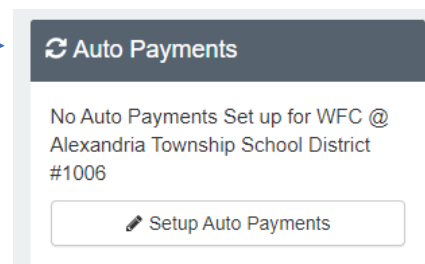 Auto Payments
No Auto Payments Set up for WFC @
Alexandria Township School District
#1006
Setup Auto Payments